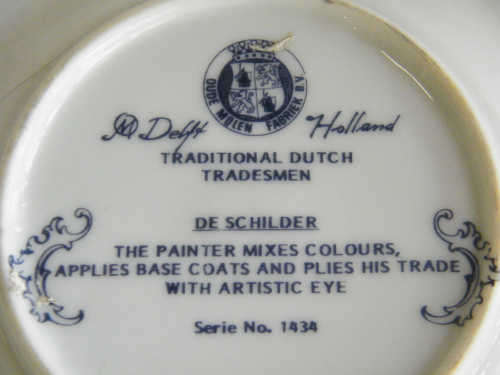 OUDE MOLEN FABRIEK B.V.
OM Delft Holland
TRADITIONAL DUTCH
TRADESMEN
DE SCHILDER
THE PAINTER MIXES COLOURS,
APPLIES BASE COATS AND PLIES HIS TRADE
WITH ARTISTIC EYE
Serie No. 1434